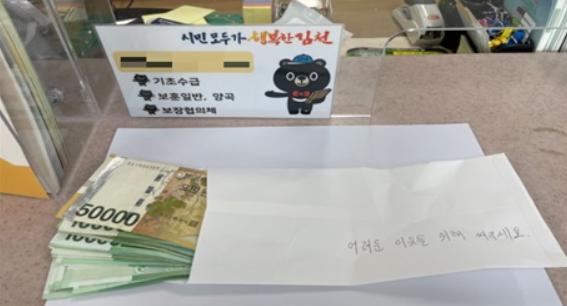 시민 모두가 행복한 김천
기초수급
보훈일반, 양곡
보장협의체
50000
10000
어려운 이웃을 위해 써주세요.